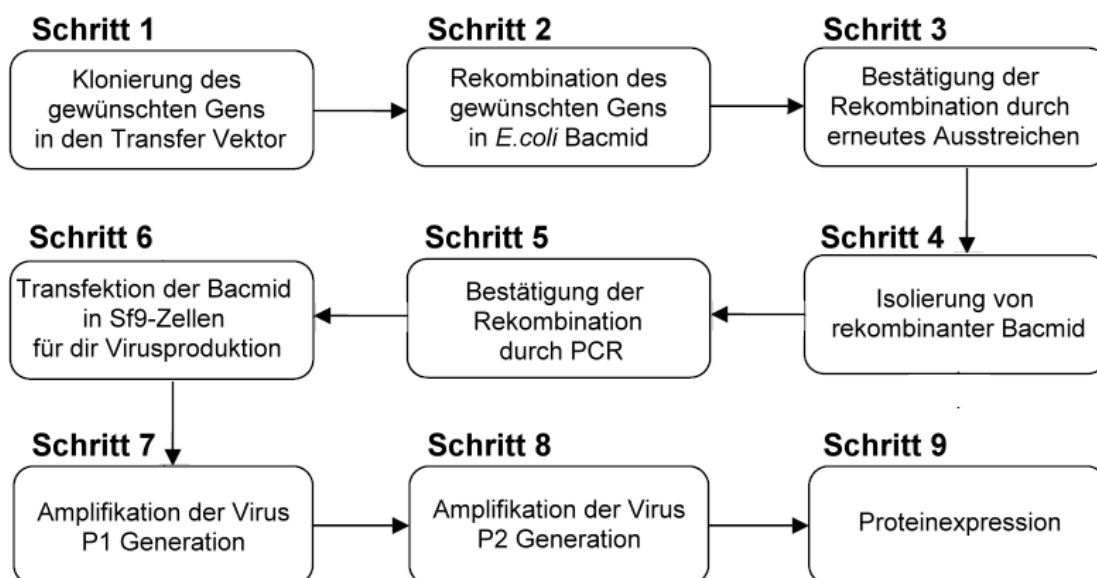 Schritt 1
Klonierung des
gewünschten Gens
in den Transfer Vektor
Schritt 2
Rekombination des
gewünschten Gens
in E.coli Bacmid
Schritt 3
Bestätigung der
Rekombination durch
erneutes Ausstreichen
Schritt 4
Isolierung von
rekombinanter Bacmid
Schritt 5
Bestätigung der
Rekombination
durch PCR
Schritt 6
Transfektion der Bacmid
in Sf9-Zellen
für dir Virusproduktion
Schritt 7
Amplifikation der Virus
P1 Generation
Schritt 8
Amplifikation der Virus
P2 Generation
Schritt 9
Proteinexpression